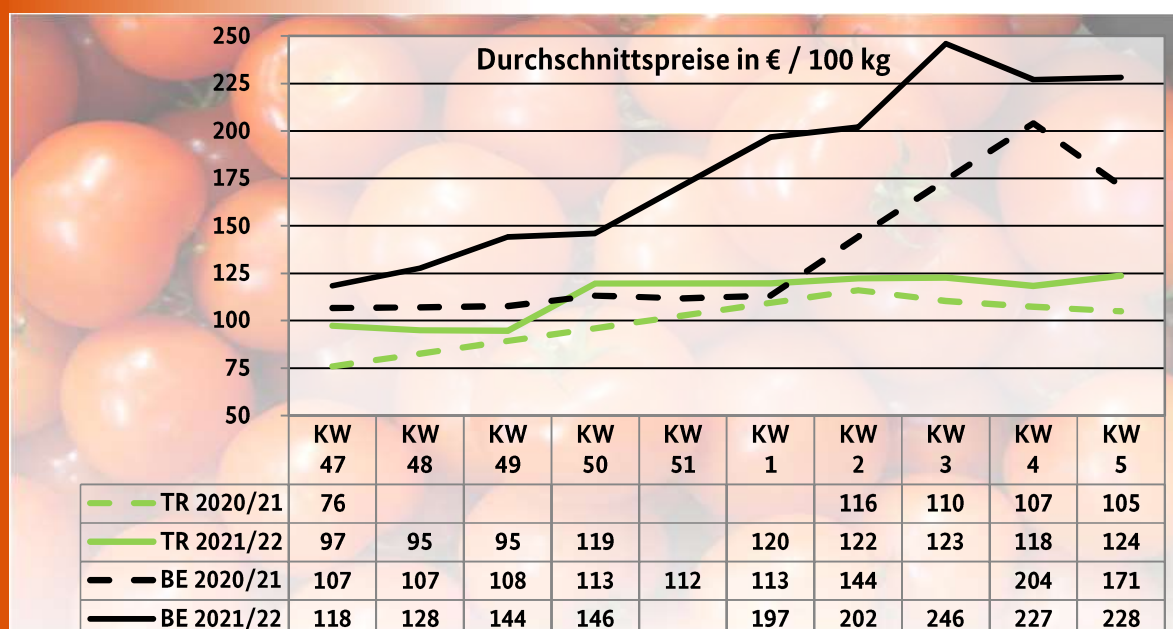 Durchschnittspreise in € / 100 kg
250
225
200
175
150
125
100
75
50
KW 47 KW 48 KW 49 KW 50 KW 51 KW 1 KW 2 KW 3 KW 4 KW 5
TR 2020/21 76 116 110 107 105
TR 2021/22 97 95 95 119 120 122 123 118 124
BE 2020/21 107 107 108 113 112 113 144 204 171
BE 2021/22 118 128 144 146 197 202 246 227 228